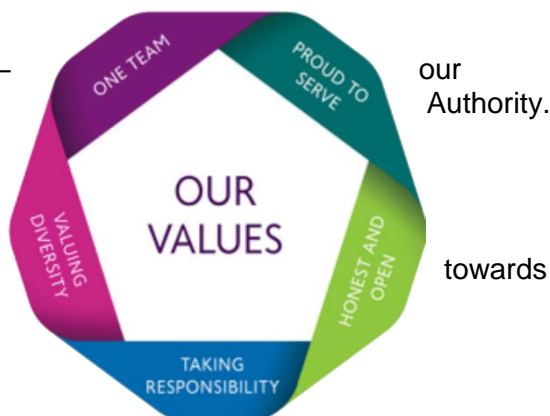 –
our
Authority.
towards
ONE TEAM
PROUD TO
SERVE
HONEST AND
OPEN
TAKING
RESPONSIBILITY
VALUING
DIVERSITY
OUR
VALUES